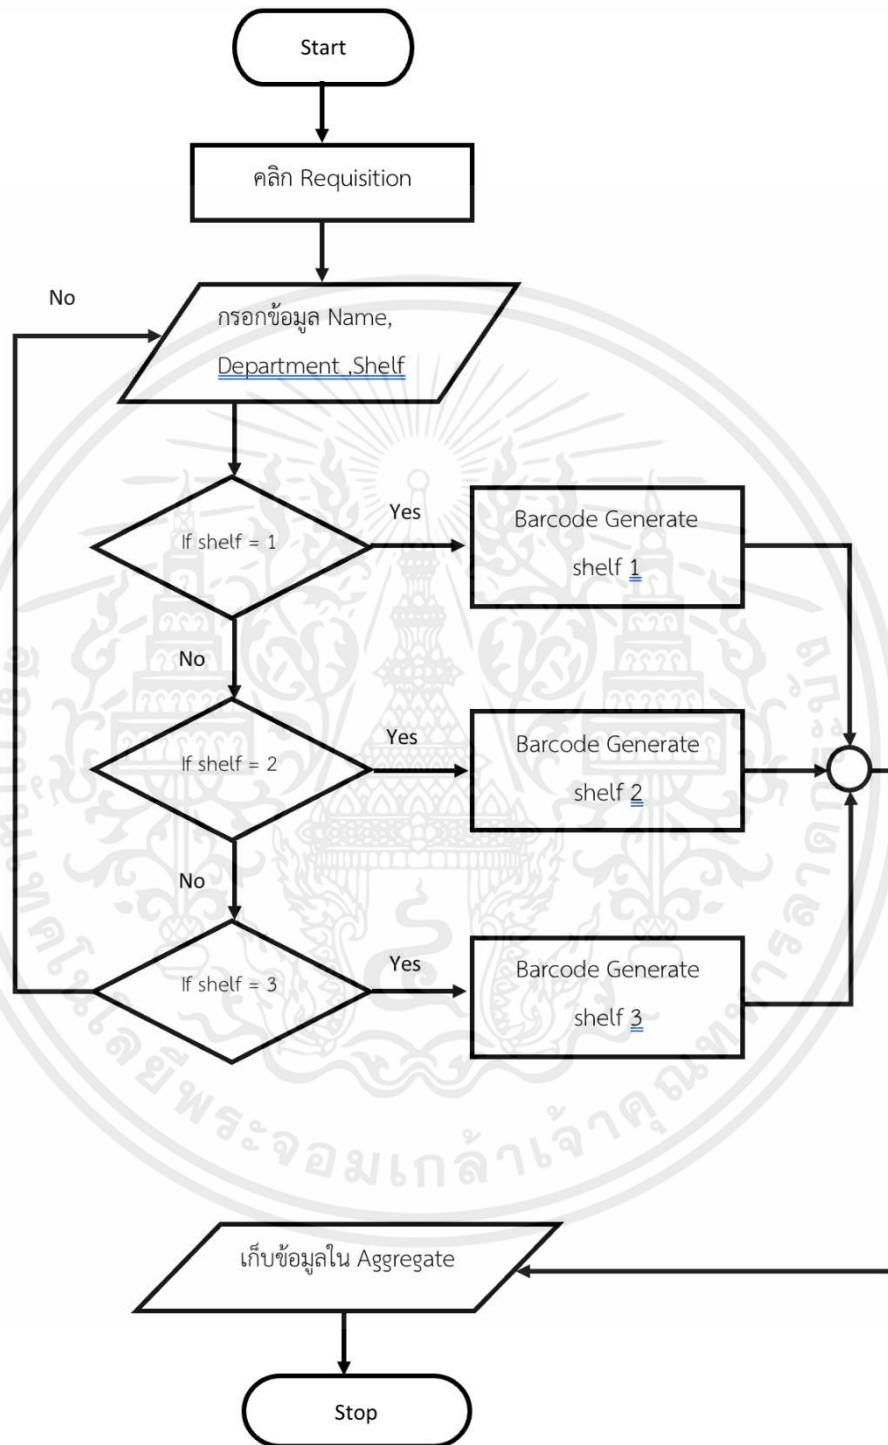 Start
คลิก Requisition
No
กรอกข้อมูล Name,
Department ,Shelf
If shelf = 1
Yes
Barcode Generate
shelf 1
No
If shelf = 2
Yes
Barcode Generate
shelf 2
No
If shelf = 3
Yes
Barcode Generate
shelf 3
เก็บข้อมูลใน Aggregate
Stop